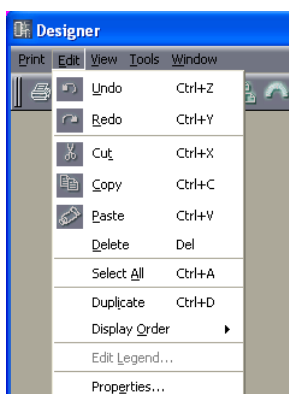 Designer
Print Edit View Tools Window
Undo Ctrl+Z
Redo Ctrl+Y
Cut Ctrl+X
Copy Ctrl+C
Paste Ctrl+V
Delete Del
Select All Ctrl+A
Duplicate Ctrl+D
Display Order
Edit Legend...
Properties...